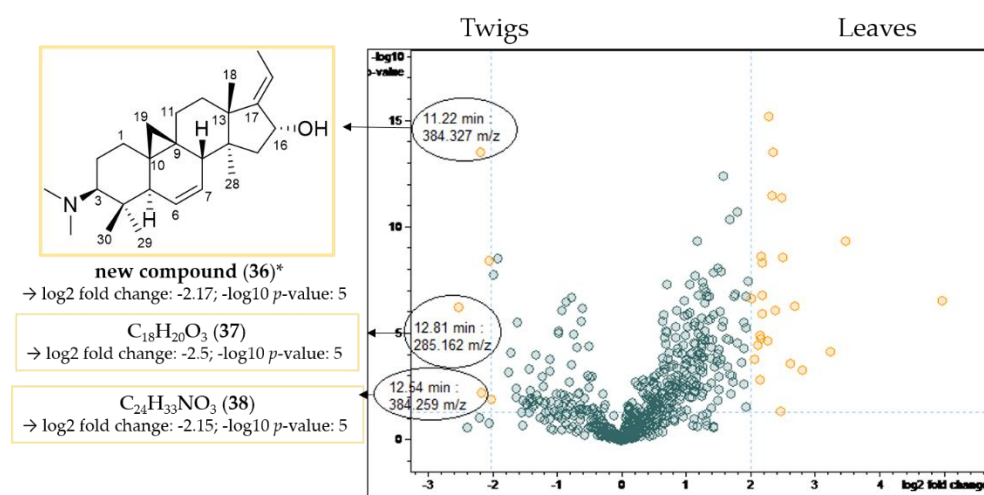 Twigs
Leaves
18
11
19
13
17
H
OH
1
9
16
10
H
28
7
N
3
6
H
30
29
new compound (36)*
→ log2 fold change: -2.17; -log10 p-value: 5
C₁₈H₂₀O₃ (37)
→ log2 fold change: -2.5; -log10 p-value: 5
C₂₄H₃₃NO₃ (38)
→ log2 fold change: -2.15; -log10 p-value: 5
-log10
p-value
15
10
5
0
11.22 min :
384.327 m/z
12.81 min :
285.162 m/z
12.54 min :
384.259 m/z
-3
-2
-1
0
1
2
3
4
log2 fold change